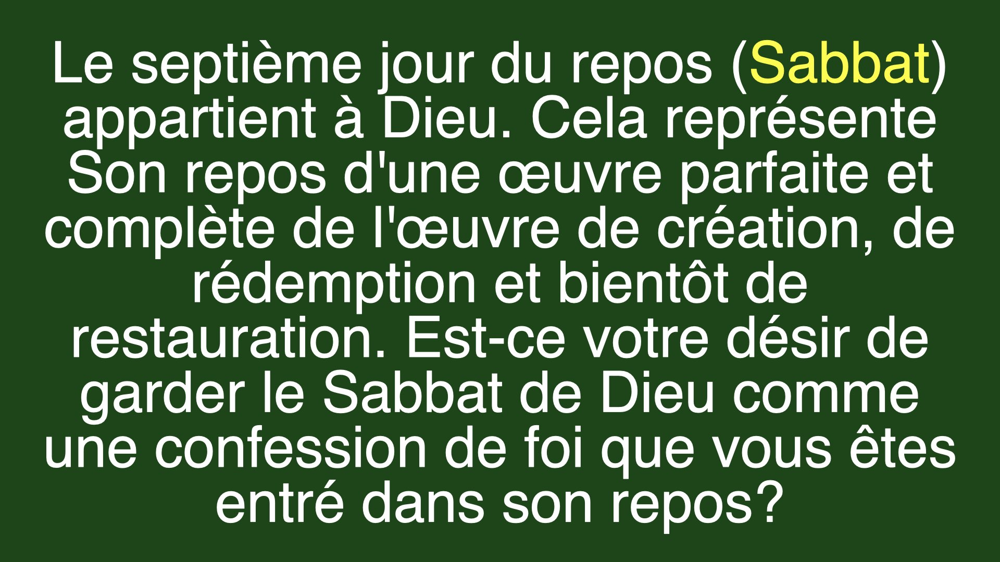 Le septième jour du repos (Sabbat)
appartient à Dieu. Cela représente
Son repos d'une œuvre parfaite et
complète de l'œuvre de création, de
rédemption et bientôt de
restauration. Est-ce votre désir de
garder le Sabbat de Dieu comme
une confession de foi que vous êtes
entré dans son repos?